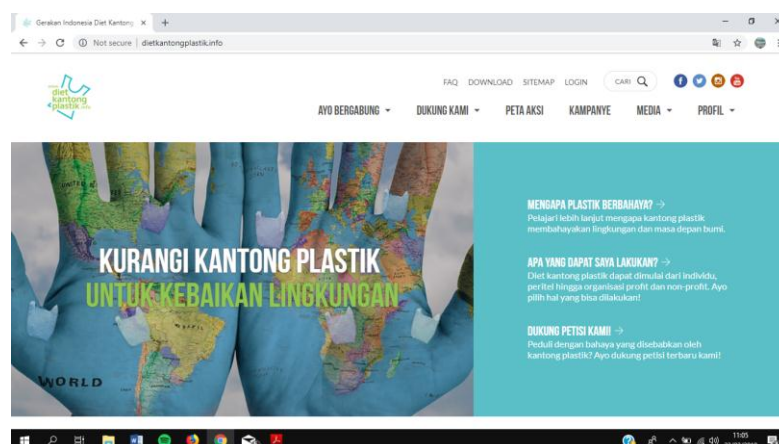 Gerakan Indonesia Diet Kantong
Not secure | dietkantongplastik.info
FAQ DOWNLOAD SITEMAP LOGIN CARI
diet
kantong
plastik.info
AYO BERGABUNG DUKUNG KAMI PETA AKSI KAMPANYE MEDIA PROFIL
KURANGI KANTONG PLASTIK
UNTUK KEBAIKAN LINGKUNGAN
WORLD
MENGAPA PLASTIK BERBAHAYA? →
Pelajari lebih lanjut mengapa kantong plastik
membahayakan lingkungan dan masa depan bumi.
APA YANG DAPAT SAYA LAKUKAN? →
Diet kantong plastik dapat dimulai dari individu,
peritel hingga organisasi profit dan non-profit. Ayo
pilih hal yang bisa dilakukan!
DUKUNG PETISI KAMI! →
Peduli dengan bahaya yang disebabkan oleh
kantong plastik? Ayo dukung petisi terbaru kami!
11:05